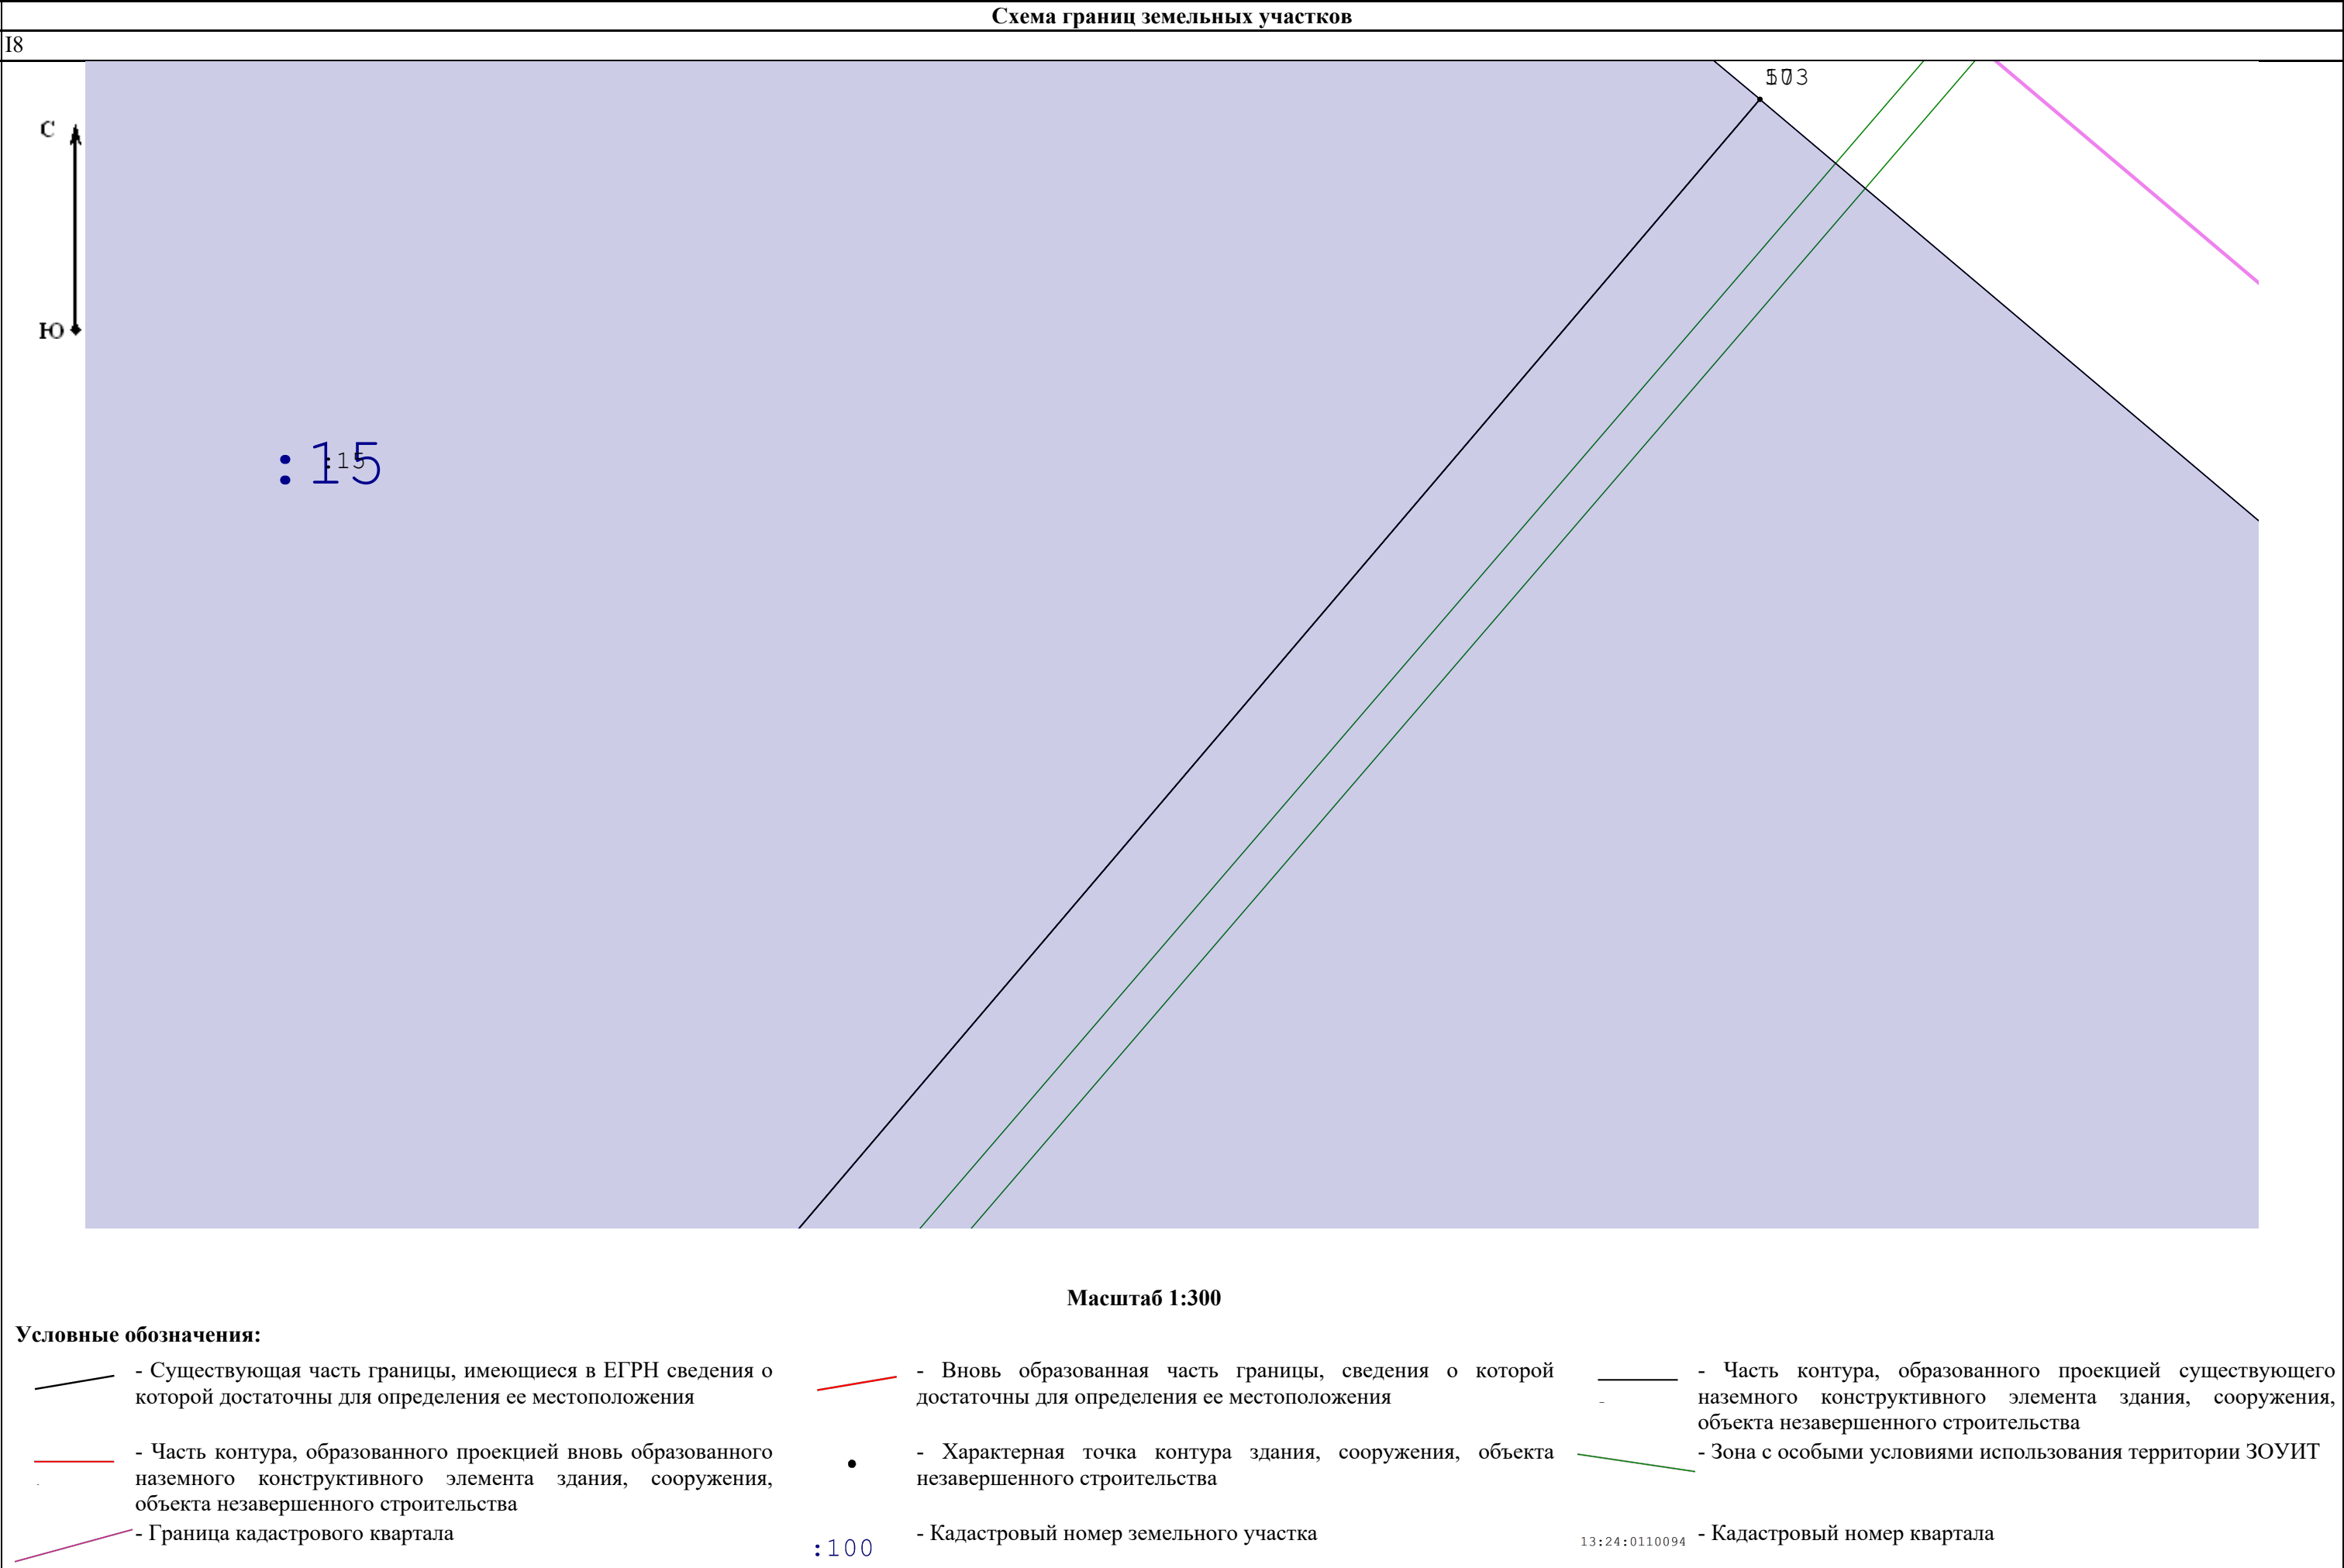 Схема границ земельных участков
I8
С
Ю
:15
:15
Масштаб 1:300
Условные обозначения:
- Существующая часть границы, имеющиеся в ЕГРН сведения о
которой достаточны для определения ее местоположения
- Вновь образованная часть границы, сведения о которой
достаточны для определения ее местоположения
- Часть контура, образованного проекцией существующего
наземного конструктивного элемента здания, сооружения,
объекта незавершенного строительства
- Часть контура, образованного проекцией вновь образованного
наземного конструктивного элемента здания, сооружения,
объекта незавершенного строительства
- Характерная точка контура здания, сооружения, объекта
незавершенного строительства
- Зона с особыми условиями использования территории ЗОУИТ
- Граница кадастрового квартала
:100
- Кадастровый номер земельного участка
13:24:0110094
- Кадастровый номер квартала